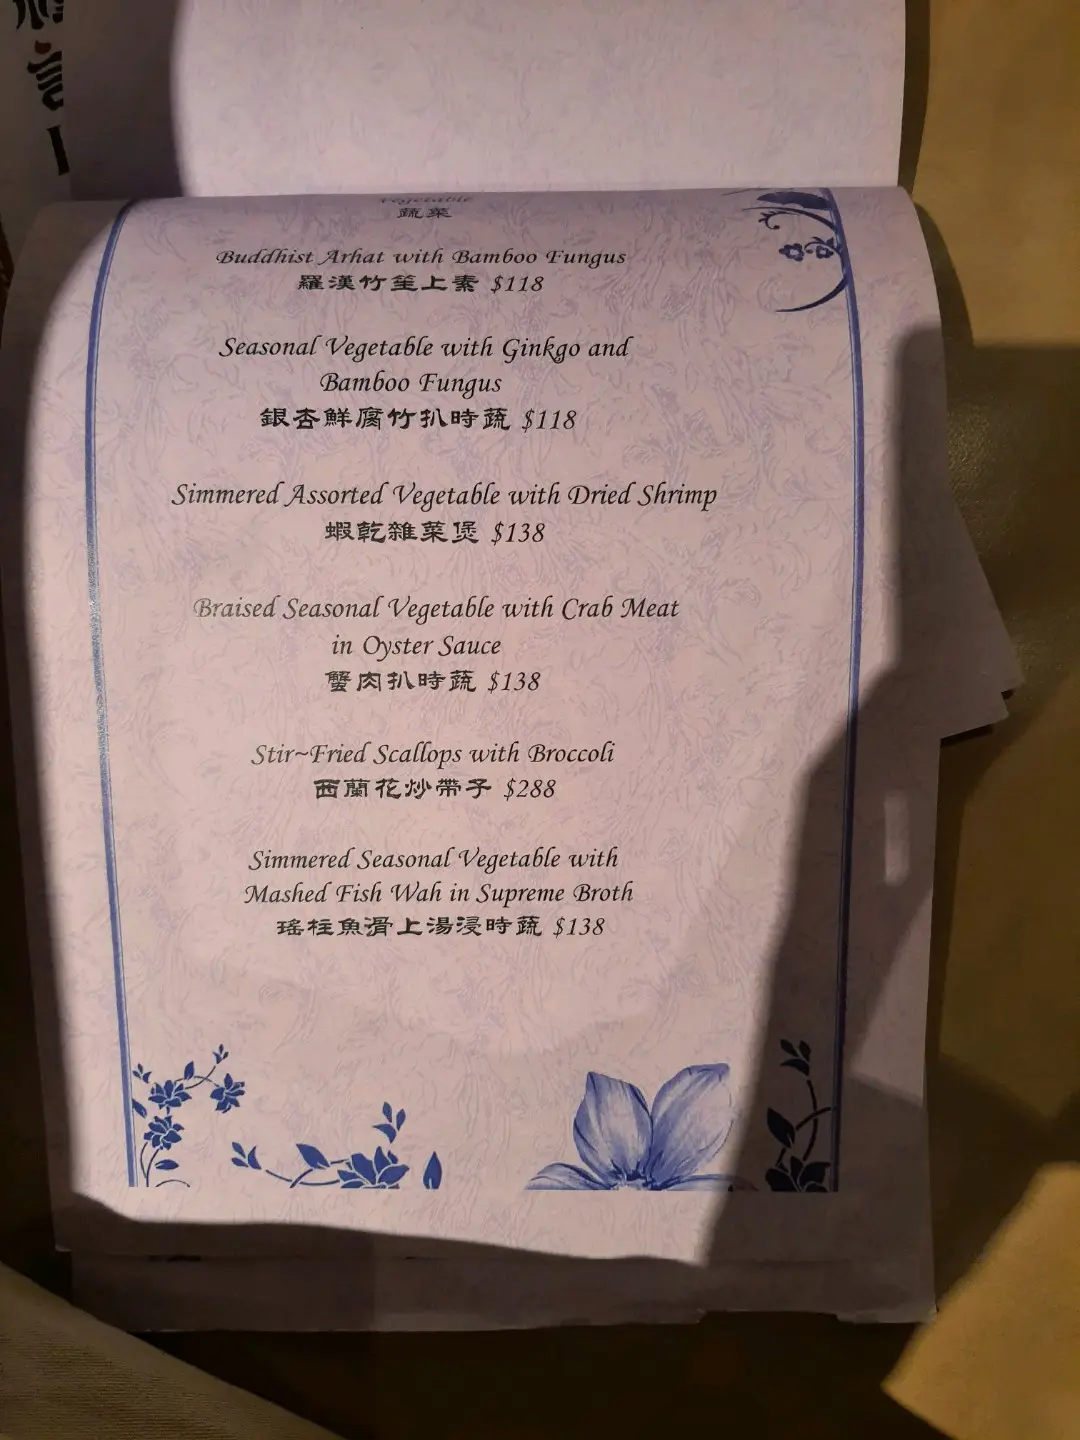 Vegetable
蔬菜
Buddhist Arhat with Bamboo Fungus
羅漢竹笙上素 $118
Seasonal Vegetable with Ginkgo and
Bamboo Fungus
銀杏鮮腐竹扒時蔬 $118
Simmered Assorted Vegetable with Dried Shrimp
蝦乾雜菜煲 $138
Braised Seasonal Vegetable with Crab Meat
in Oyster Sauce
蟹肉扒時蔬 $138
Stir~Fried Scallops with Broccoli
西蘭花炒帶子 $288
Simmered Seasonal Vegetable with
Mashed Fish Wah in Supreme Broth
瑤柱魚滑上湯浸時蔬 $138